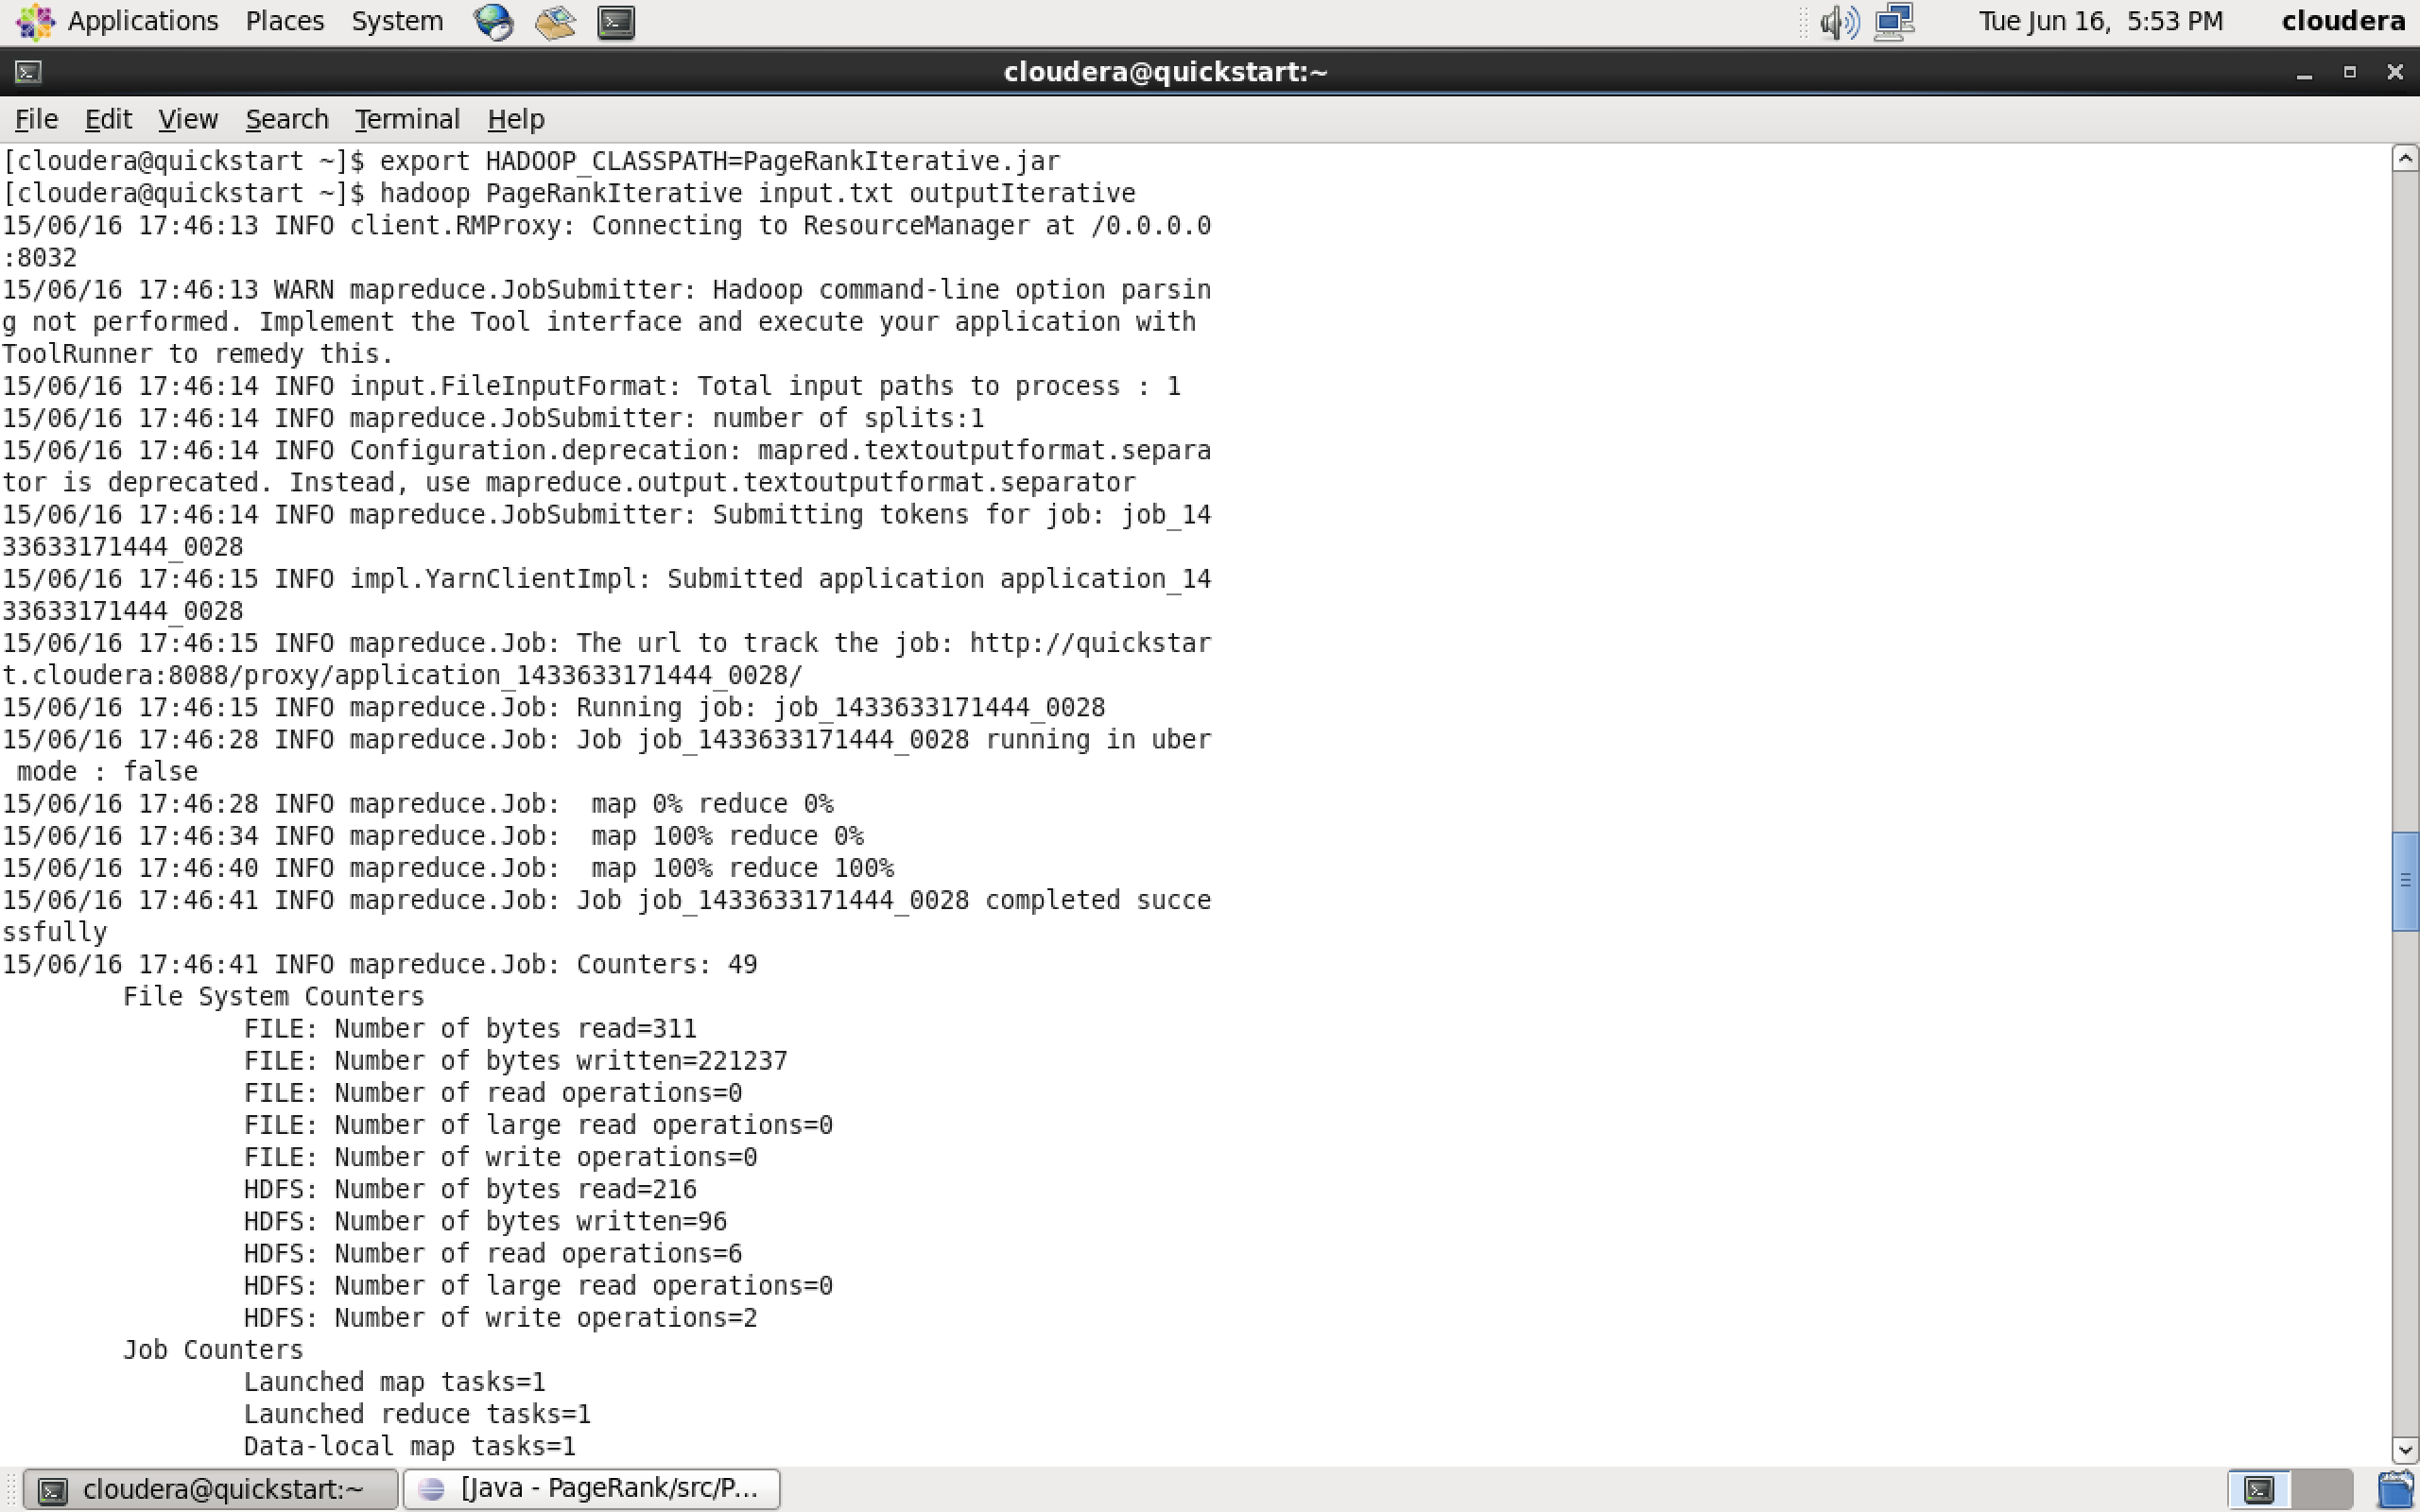 Applications Places System Tue Jun 16, 5:53 PM cloudera
cloudera@quickstart:~
File Edit View Search Terminal Help
[cloudera@quickstart ~]$ export HADOOP_CLASSPATH=PageRankIterative.jar
[cloudera@quickstart ~]$ hadoop PageRankIterative input.txt outputIterative
15/06/16 17:46:13 INFO client.RMProxy: Connecting to ResourceManager at /0.0.0.0
:8032
15/06/16 17:46:13 WARN mapreduce.JobSubmitter: Hadoop command-line option parsin
g not performed. Implement the Tool interface and execute your application with
ToolRunner to remedy this.
15/06/16 17:46:14 INFO input.FileInputFormat: Total input paths to process : 1
15/06/16 17:46:14 INFO mapreduce.JobSubmitter: number of splits:1
15/06/16 17:46:14 INFO Configuration.deprecation: mapred.textoutputformat.separa
tor is deprecated. Instead, use mapreduce.output.textoutputformat.separator
15/06/16 17:46:14 INFO mapreduce.JobSubmitter: Submitting tokens for job: job_14
33633171444_0028
15/06/16 17:46:15 INFO impl.YarnClientImpl: Submitted application application_14
33633171444_0028
15/06/16 17:46:15 INFO mapreduce.Job: The url to track the job: http://quickstar
t.cloudera:8088/proxy/application_1433633171444_0028/
15/06/16 17:46:15 INFO mapreduce.Job: Running job: job_1433633171444_0028
15/06/16 17:46:28 INFO mapreduce.Job: Job job_1433633171444_0028 running in uber
 mode : false
15/06/16 17:46:28 INFO mapreduce.Job:  map 0% reduce 0%
15/06/16 17:46:34 INFO mapreduce.Job:  map 100% reduce 0%
15/06/16 17:46:40 INFO mapreduce.Job:  map 100% reduce 100%
15/06/16 17:46:41 INFO mapreduce.Job: Job job_1433633171444_0028 completed succe
ssfully
15/06/16 17:46:41 INFO mapreduce.Job: Counters: 49
File System Counters
FILE: Number of bytes read=311
FILE: Number of bytes written=221237
FILE: Number of read operations=0
FILE: Number of large read operations=0
FILE: Number of write operations=0
HDFS: Number of bytes read=216
HDFS: Number of bytes written=96
HDFS: Number of read operations=6
HDFS: Number of large read operations=0
HDFS: Number of write operations=2
Job Counters
Launched map tasks=1
Launched reduce tasks=1
Data-local map tasks=1
cloudera@quickstart:~ [Java - PageRank/src/P...